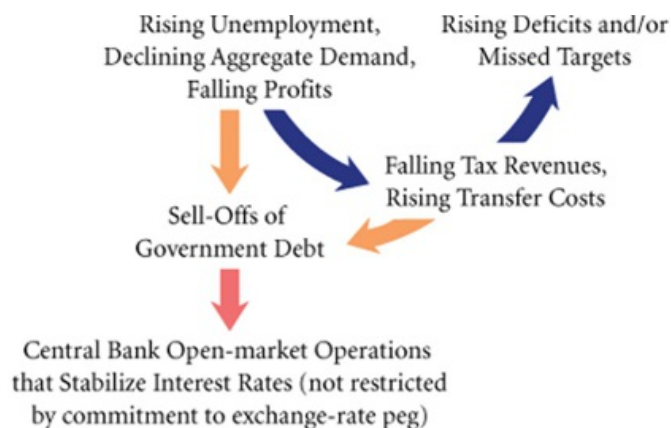 Rising Unemployment,
Declining Aggregate Demand,
Falling Profits
Rising Deficits and/or
Missed Targets
Falling Tax Revenues,
Rising Transfer Costs
Sell-Offs of
Government Debt
Central Bank Open-market Operations
that Stabilize Interest Rates (not restricted
by commitment to exchange-rate peg)